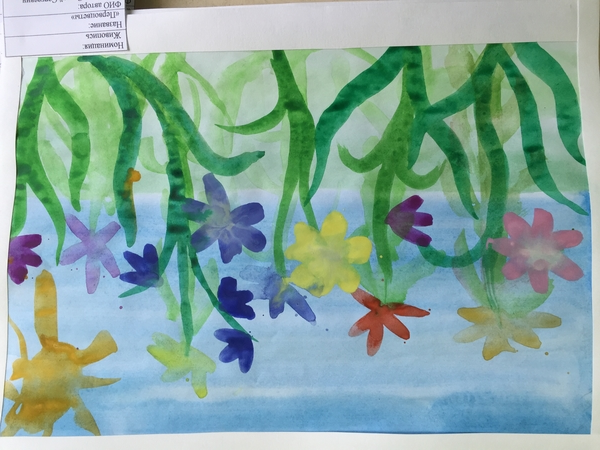 Номинация:
Живопись
Название:
«Первоцветы»
ФИО автора: